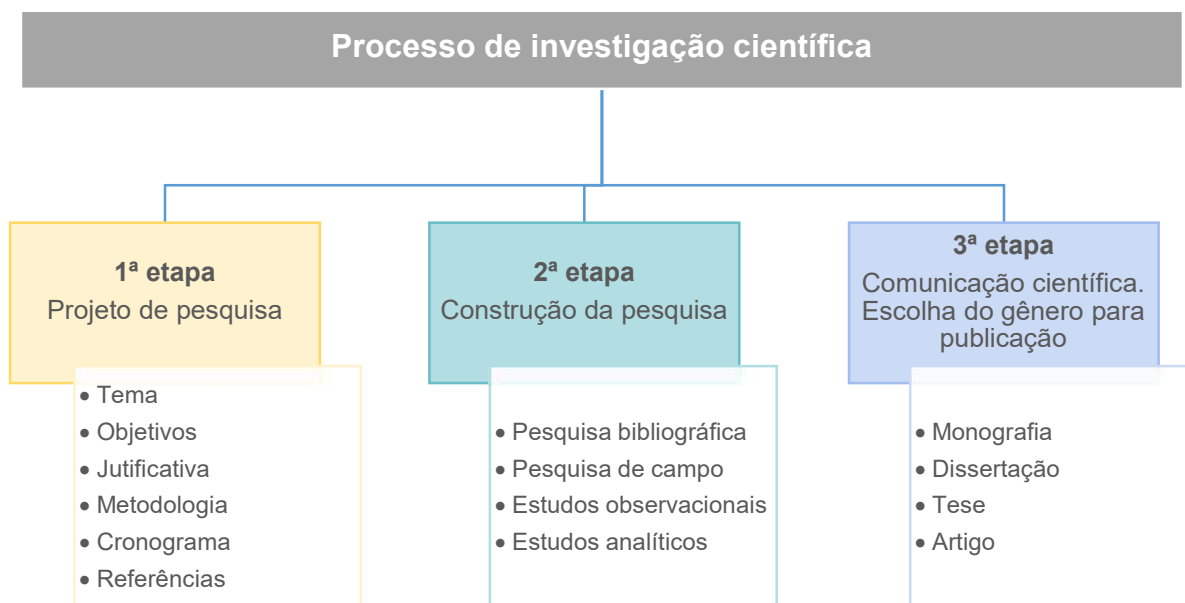 Processo de investigação científica
1ª etapa
Projeto de pesquisa
• Tema
• Objetivos
• Jutificativa
• Metodologia
• Cronograma
• Referências
2ª etapa
Construção da pesquisa
• Pesquisa bibliográfica
• Pesquisa de campo
• Estudos observacionais
• Estudos analíticos
3ª etapa
Comunicação científica.
Escolha do gênero para
publicação
• Monografia
• Dissertação
• Tese
• Artigo